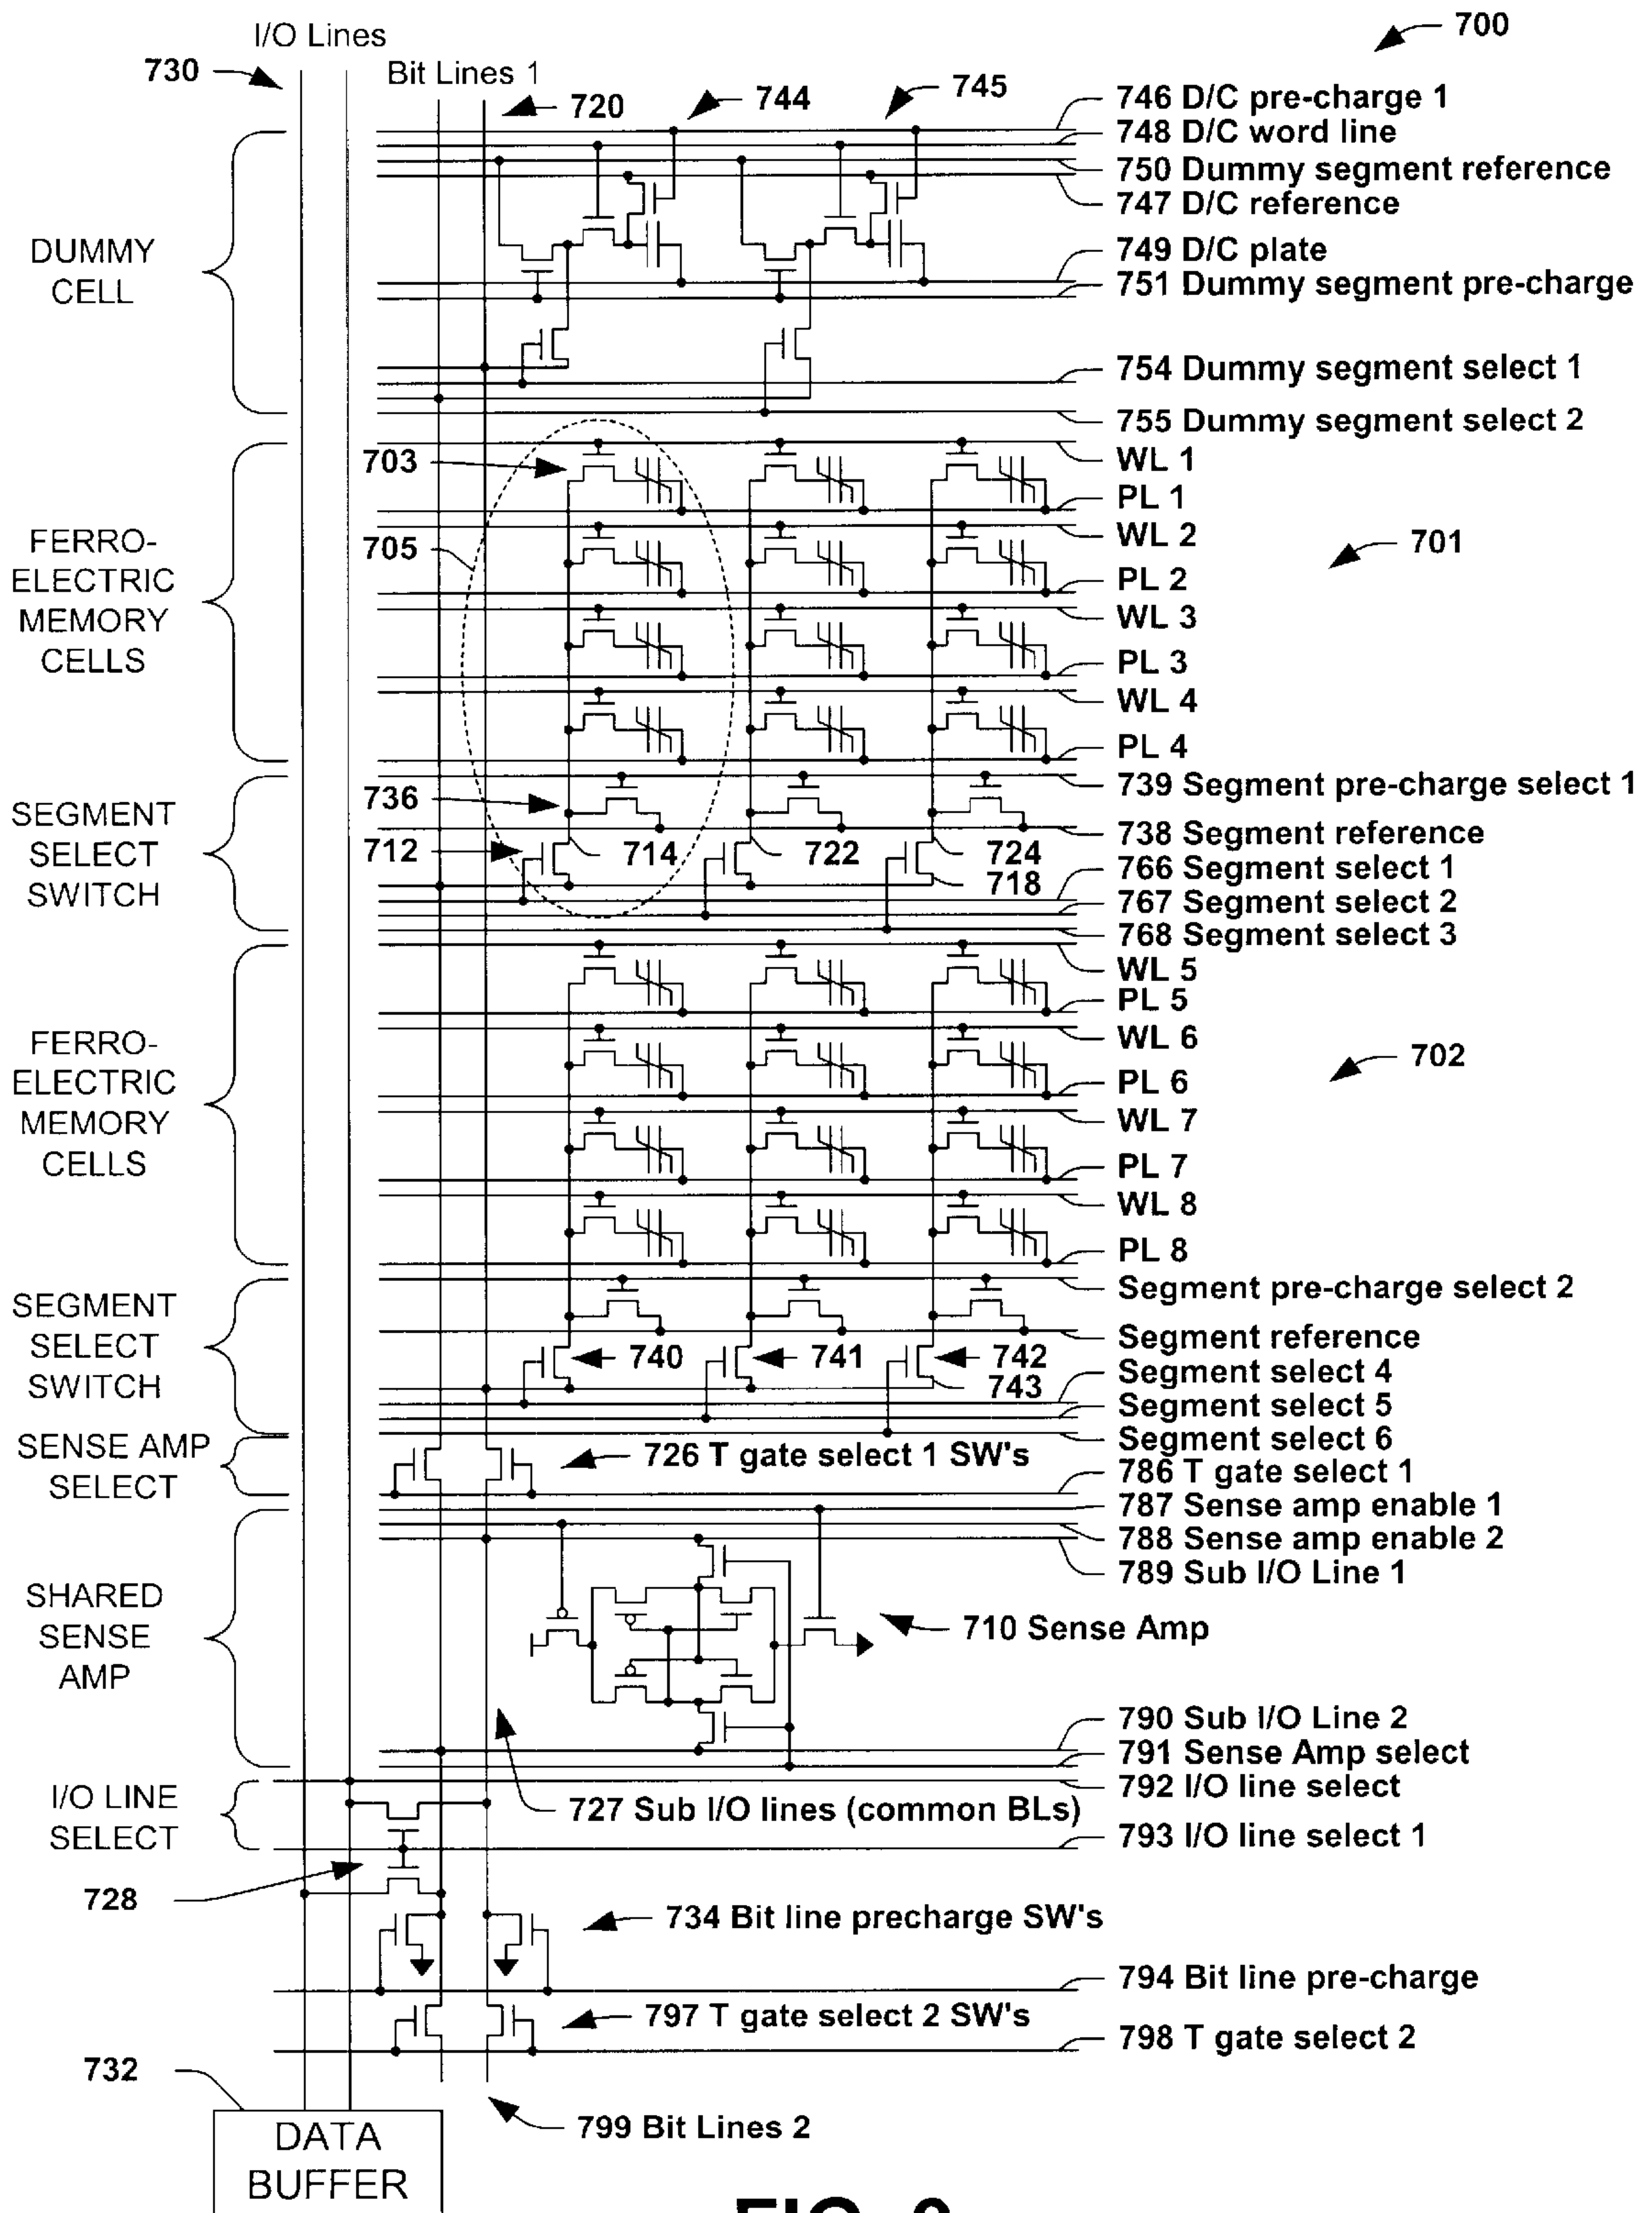 I/O Lines
700
730
Bit Lines 1
720
744
745
746 D/C pre-charge 1
748 D/C word line
750 Dummy segment reference
747 D/C reference
DUMMY
CELL
749 D/C plate
751 Dummy segment pre-charge
754 Dummy segment select 1
755 Dummy segment select 2
703
WL 1
PL 1
FERRO-
ELECTRIC
MEMORY
CELLS
705
WL 2
701
PL 2
WL 3
PL 3
WL 4
PL 4
SEGMENT
SELECT
SWITCH
736
739 Segment pre-charge select 1
738 Segment reference
712
714
722
724
718
766 Segment select 1
767 Segment select 2
768 Segment select 3
WL 5
PL 5
FERRO-
ELECTRIC
MEMORY
CELLS
WL 6
702
PL 6
WL 7
PL 7
WL 8
PL 8
SEGMENT
SELECT
SWITCH
Segment pre-charge select 2
Segment reference
740
741
742
743
Segment select 4
Segment select 5
Segment select 6
SENSE AMP
SELECT
726 T gate select 1 SW's
786 T gate select 1
787 Sense amp enable 1
788 Sense amp enable 2
789 Sub I/O Line 1
SHARED
SENSE
AMP
710 Sense Amp
790 Sub I/O Line 2
791 Sense Amp select
792 I/O line select
I/O LINE
SELECT
727 Sub I/O lines (common BLs)
793 I/O line select 1
728
734 Bit line precharge SW's
794 Bit line pre-charge
797 T gate select 2 SW's
798 T gate select 2
732
799 Bit Lines 2
DATA
BUFFER